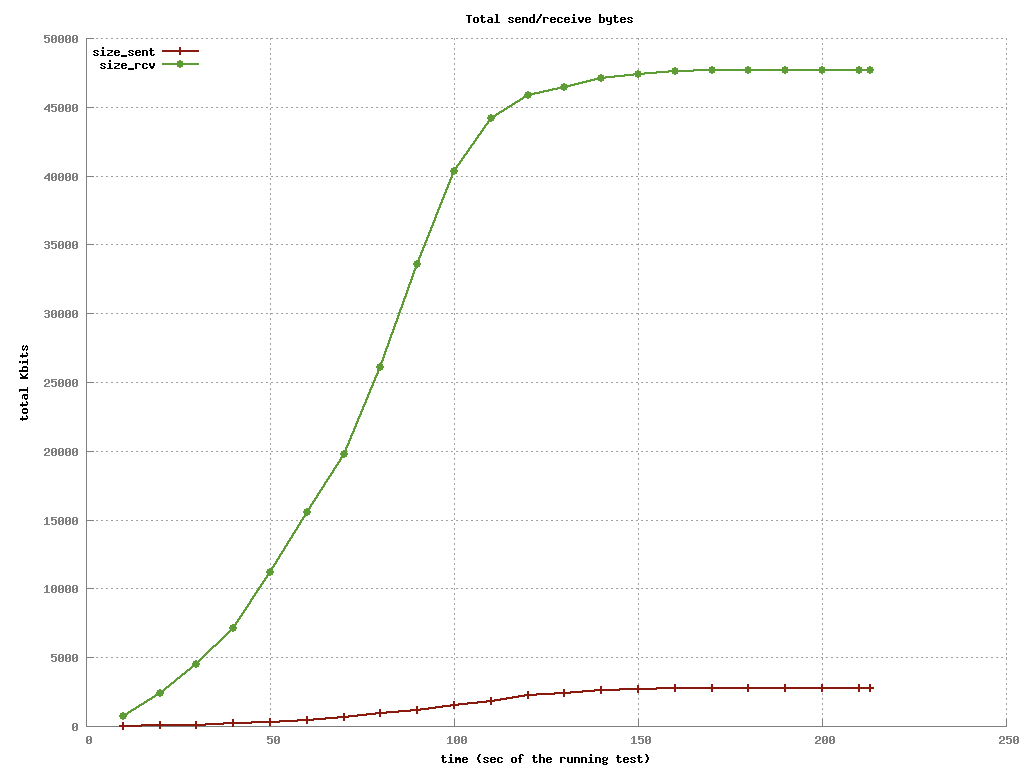 Total send/receive bytes
50000
size_sent
size_rcv
45000
40000
35000
30000
total Kbits
25000
20000
15000
10000
5000
0
0 50 100 150 200 250
time (sec of the running test)